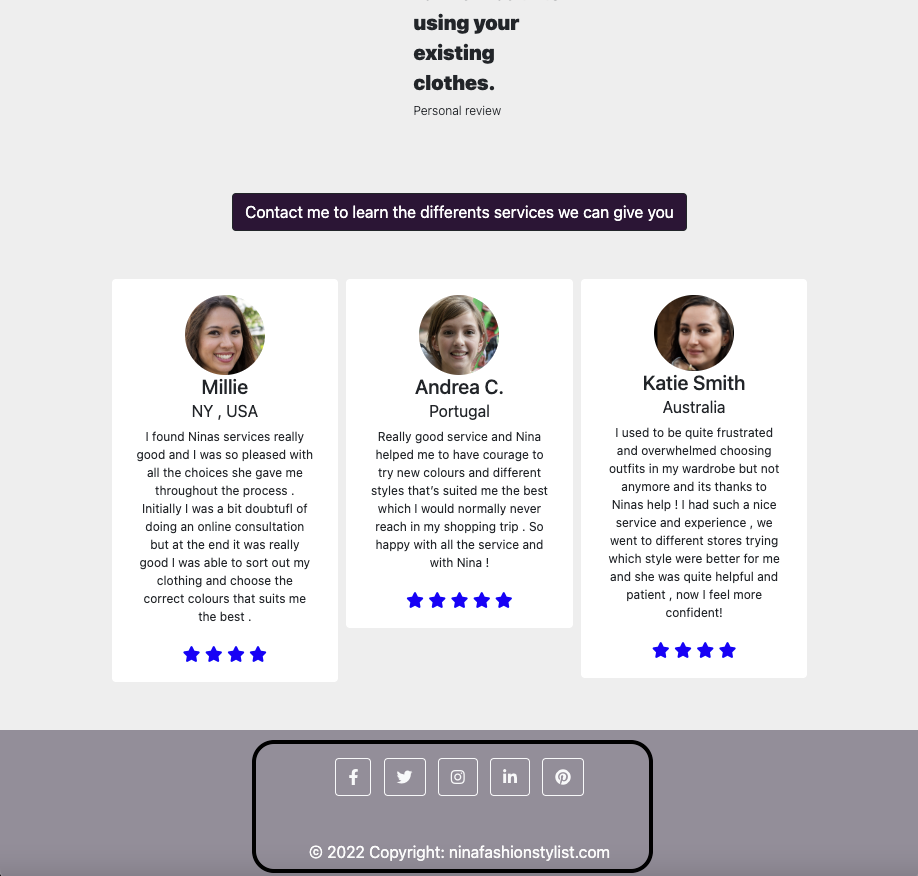 using your
existing
clothes.
Personal review
Contact me to learn the differents services we can give you
Millie
NY , USA
I found Ninas services really
good and I was so pleased with
all the choices she gave me
throughout the process .
Initially I was a bit doubtufl of
doing an online consultation
but at the end it was really
good I was able to sort out my
clothing and choose the
correct colours that suits me
the best .
Andrea C.
Portugal
Really good service and Nina
helped me to have courage to
try new colours and different
styles that's suited me the best
which I would normally never
reach in my shopping trip . So
happy with all the service and
with Nina !
Katie Smith
Australia
I used to be quite frustrated
and overwhelmed choosing
outfits in my wardrobe but not
anymore and its thanks to
Ninas help ! I had such a nice
service and experience , we
went to different stores trying
which style were better for me
and she was quite helpful and
patient , now I feel more
confident!
© 2022 Copyright: ninafashionstylist.com